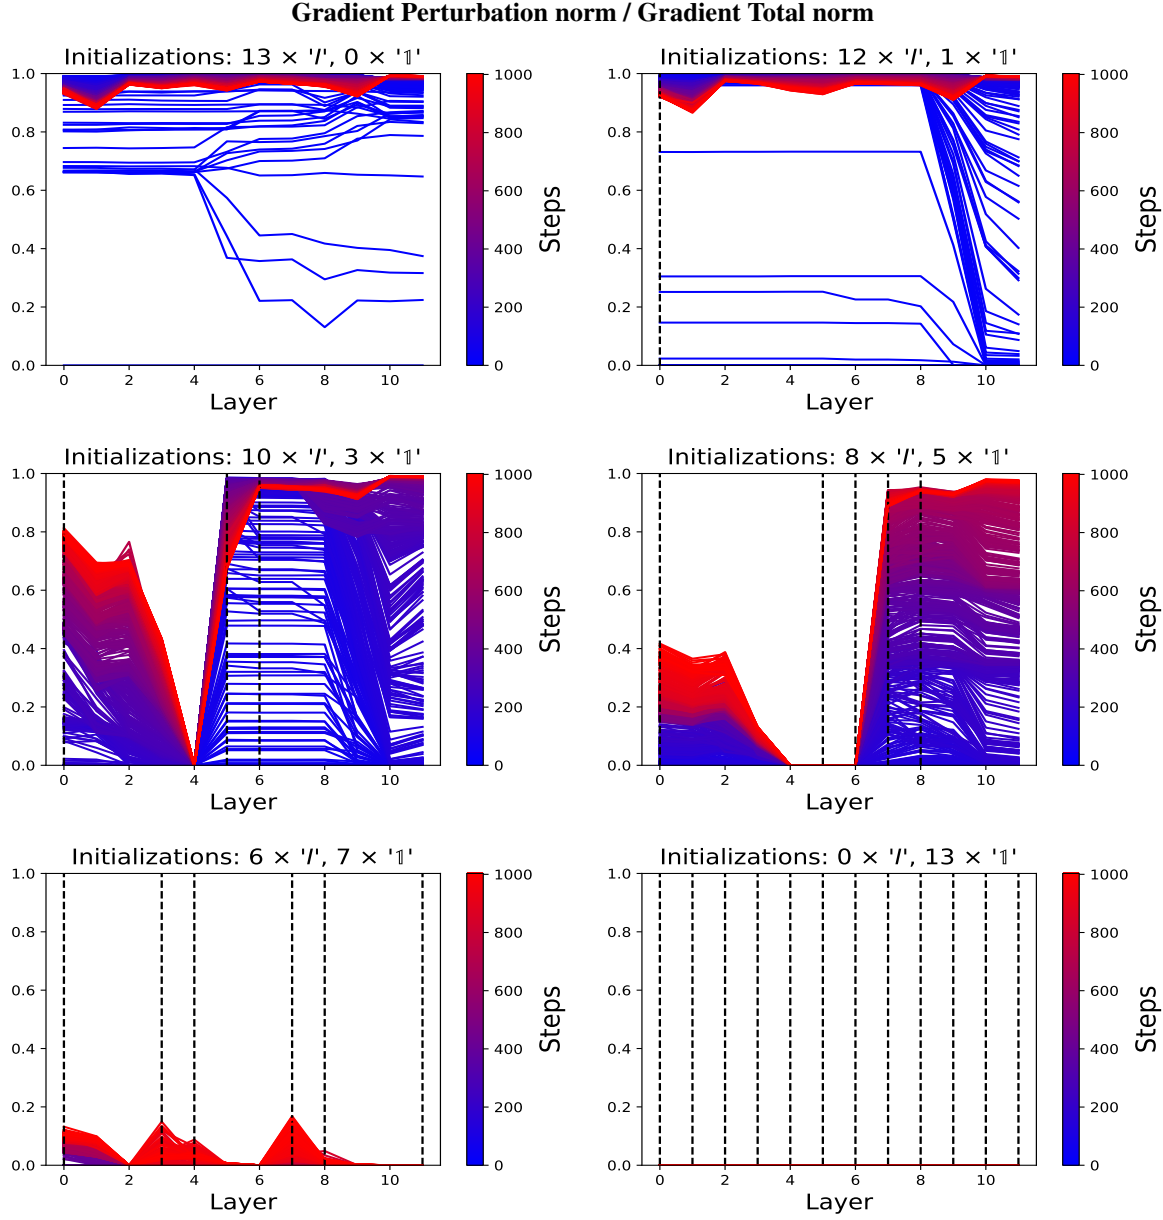 Gradient Perturbation norm / Gradient Total norm
Initializations: 13 × 'I', 0 × '𝟙'
1.0
0.8
0.6
0.4
0.2
0.0
0 2 4 6 8 10
Layer
1000
800
600
400
200
0
Steps
Initializations: 12 × 'I', 1 × '𝟙'
1.0
0.8
0.6
0.4
0.2
0.0
0 2 4 6 8 10
Layer
1000
800
600
400
200
0
Steps
Initializations: 10 × 'I', 3 × '𝟙'
1.0
0.8
0.6
0.4
0.2
0.0
0 2 4 6 8 10
Layer
1000
800
600
400
200
0
Steps
Initializations: 8 × 'I', 5 × '𝟙'
1.0
0.8
0.6
0.4
0.2
0.0
0 2 4 6 8 10
Layer
1000
800
600
400
200
0
Steps
Initializations: 6 × 'I', 7 × '𝟙'
1.0
0.8
0.6
0.4
0.2
0.0
0 2 4 6 8 10
Layer
1000
800
600
400
200
0
Steps
Initializations: 0 × 'I', 13 × '𝟙'
1.0
0.8
0.6
0.4
0.2
0.0
0 2 4 6 8 10
Layer
1000
800
600
400
200
0
Steps